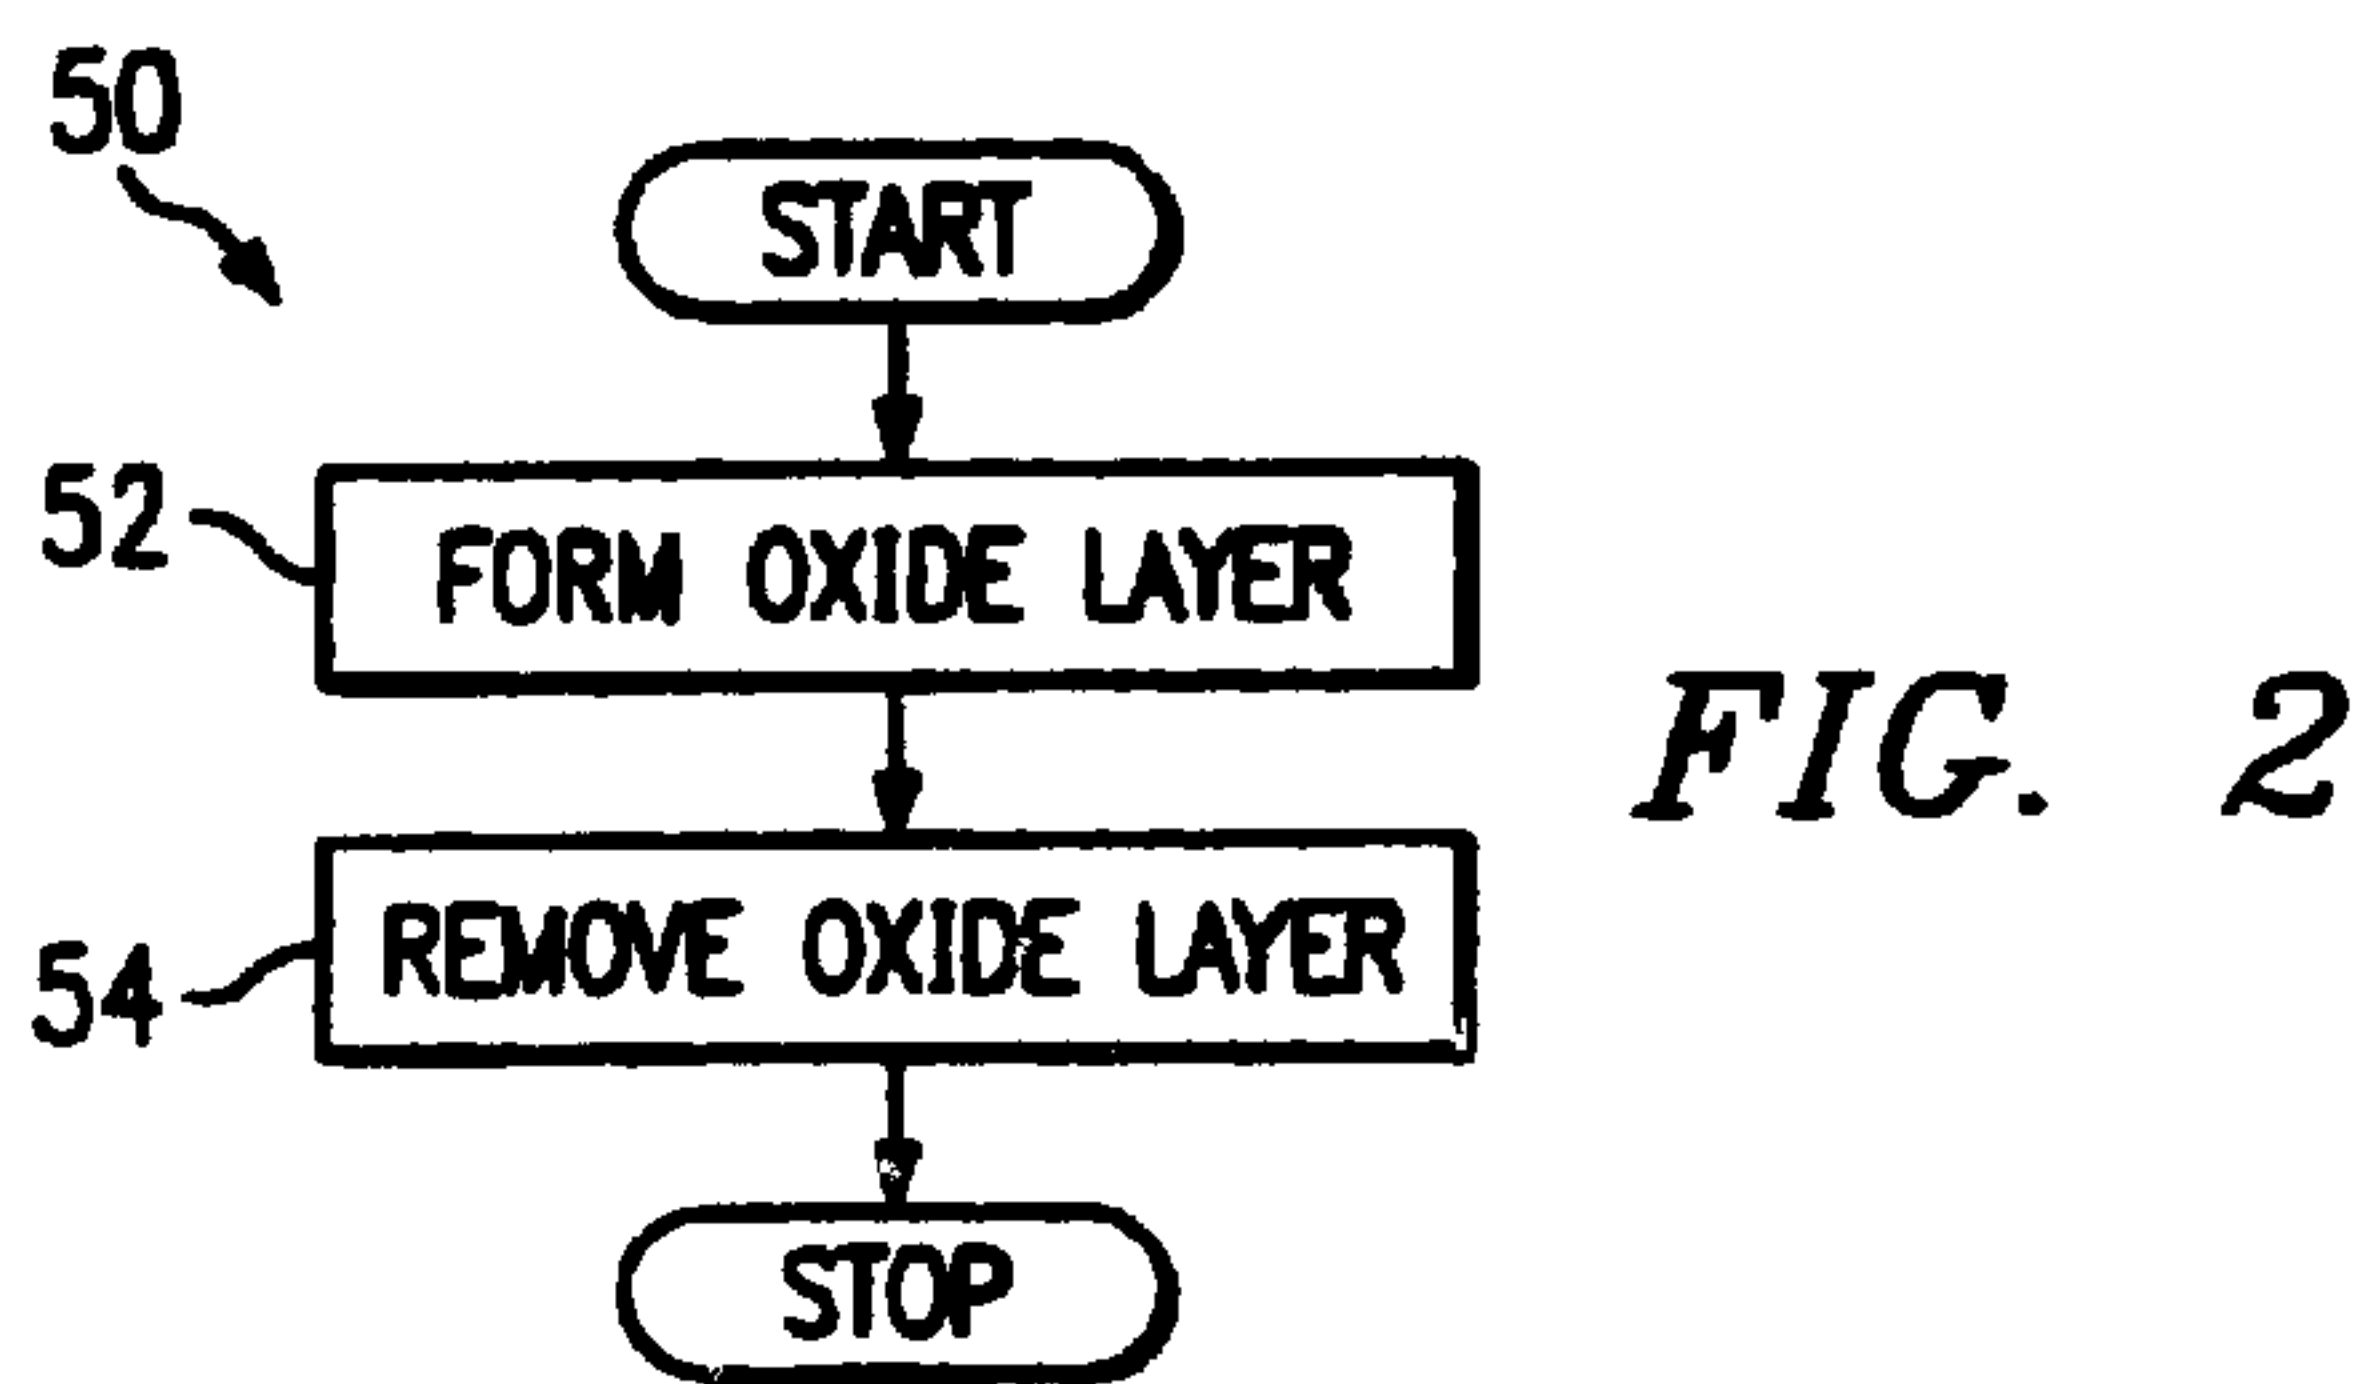 50
START
52
FORM OXIDE LAYER
FIG. 2
54
REMOVE OXIDE LAYER
STOP